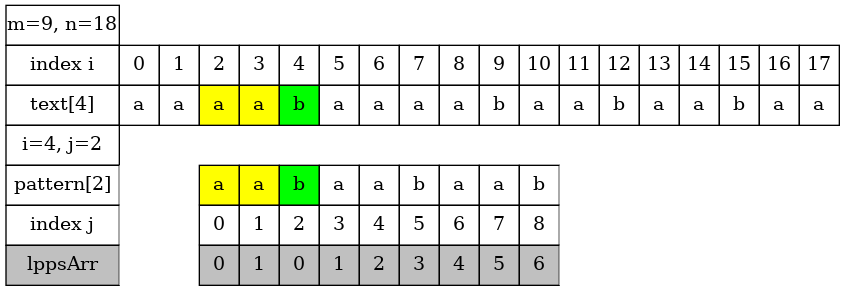 m=9, n=18
index i 0 1 2 3 4 5 6 7 8 9 10 11 12 13 14 15 16 17
text[4] a a a a b a a a a b a a b a a b a a
i=4, j=2
pattern[2] a a b a a b a a b
index j 0 1 2 3 4 5 6 7 8
lppsArr 0 1 0 1 2 3 4 5 6